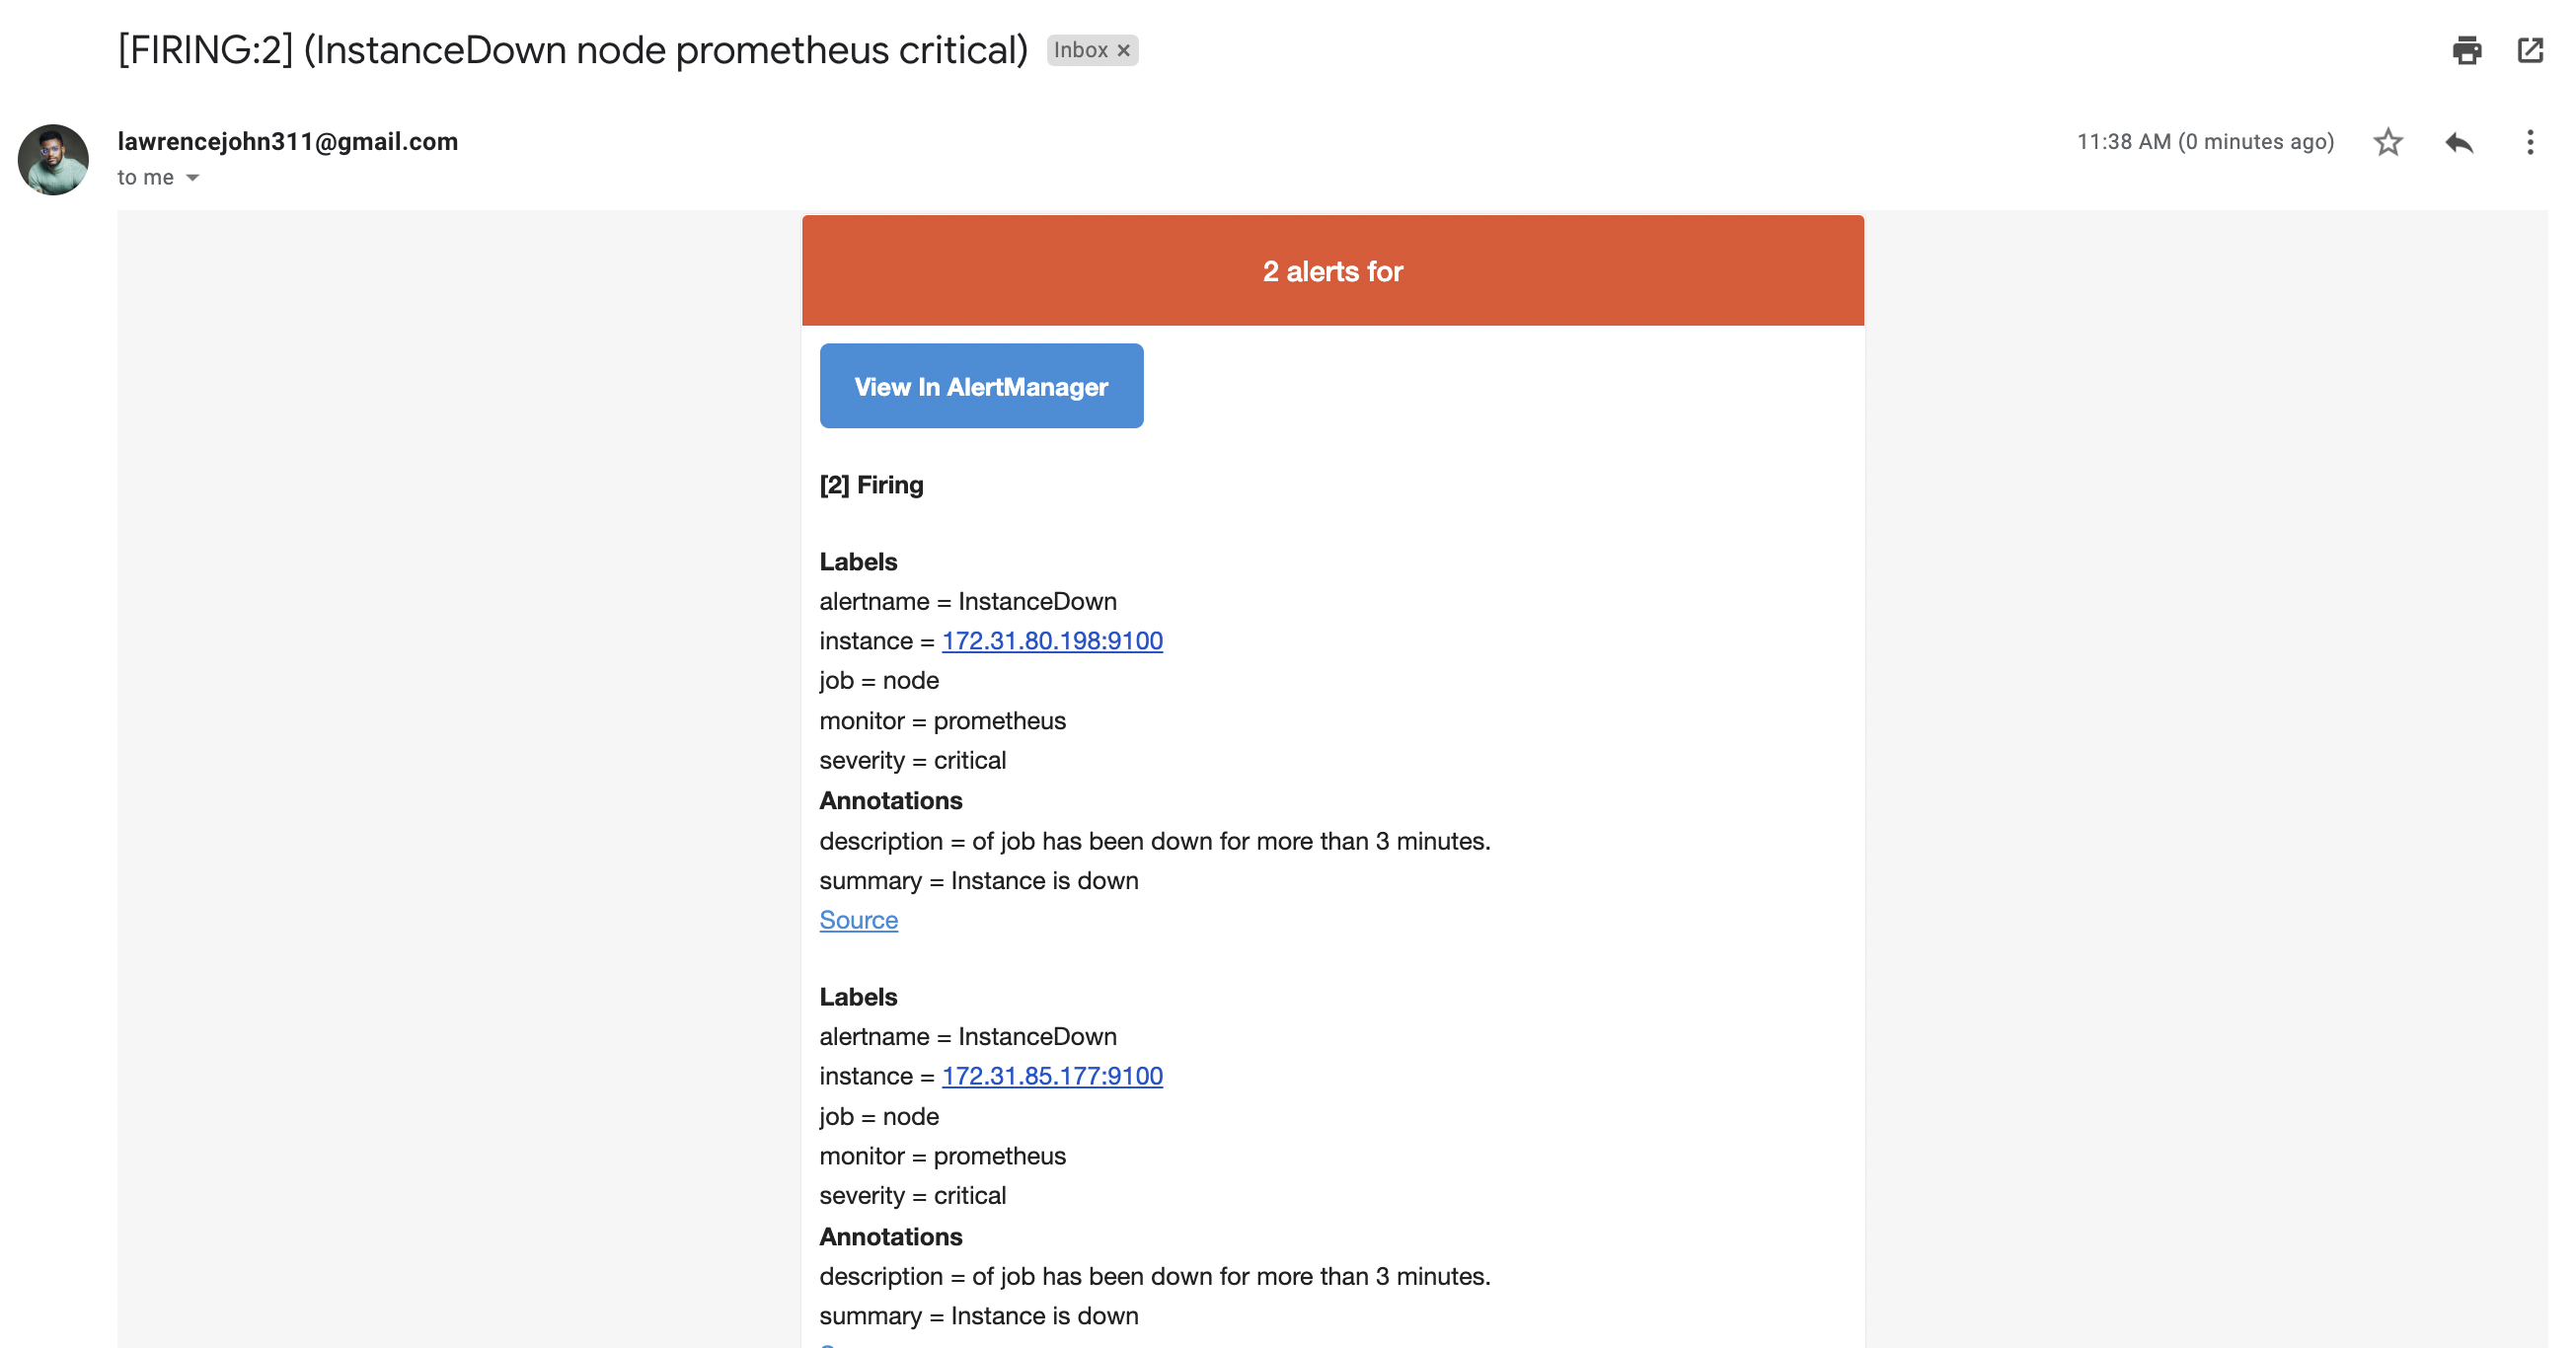 [FIRING:2] (InstanceDown node prometheus critical) Inbox ×
lawrencejohn311@gmail.com
11:38 AM (0 minutes ago)
to me
2 alerts for
View In AlertManager
[2] Firing
Labels
alertname = InstanceDown
instance = 172.31.80.198:9100
job = node
monitor = prometheus
severity = critical
Annotations
description = of job has been down for more than 3 minutes.
summary = Instance is down
Source
Labels
alertname = InstanceDown
instance = 172.31.85.177:9100
job = node
monitor = prometheus
severity = critical
Annotations
description = of job has been down for more than 3 minutes.
summary = Instance is down